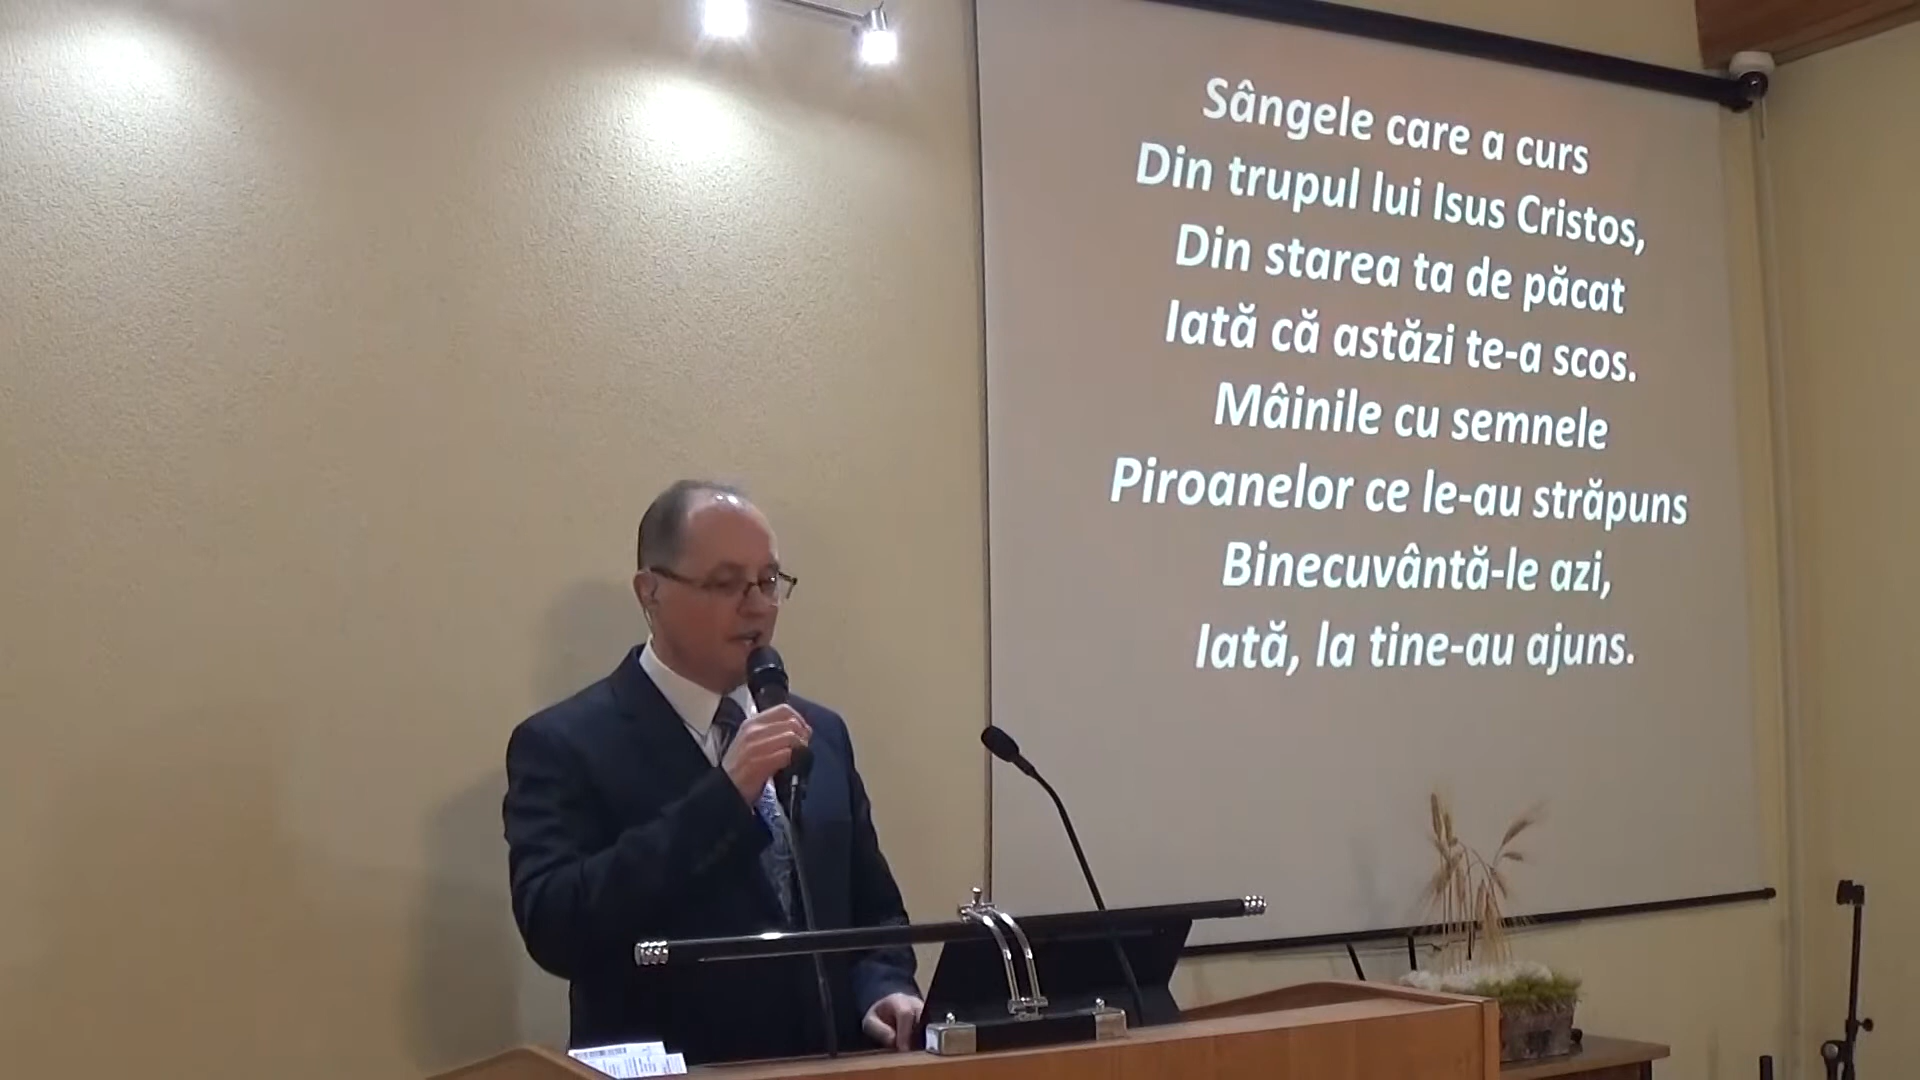 Sângele care a curs
Din trupul lui Isus Cristos,
Din starea ta de păcat
Iată că astăzi te-a scos.
Mâinile cu semnele
Piroanelor ce le-au străpuns
Binecuvântă-le azi,
Iată, la tine-au ajuns.